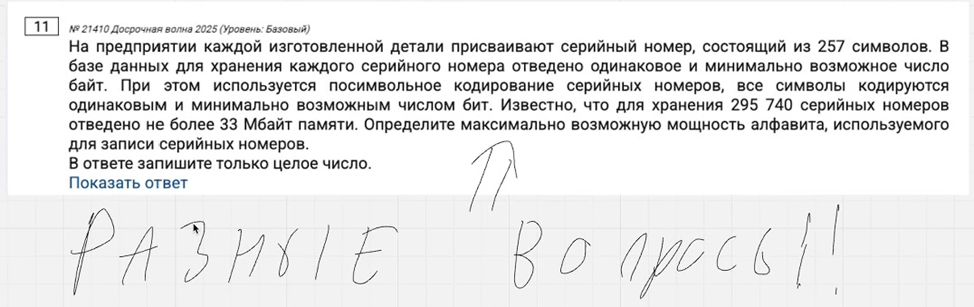 11
№ 21410 Досрочная волна 2025 (Уровень: Базовый)
На предприятии каждой изготовленной детали присваивают серийный номер, состоящий из 257 символов. В
базе данных для хранения каждого серийного номера отведено одинаковое и минимально возможное число
байт. При этом используется посимвольное кодирование серийных номеров, все символы кодируются
одинаковым и минимально возможным числом бит. Известно, что для хранения 295 740 серийных номеров
отведено не более 33 Мбайт памяти. Определите максимально возможную мощность алфавита, используемого
для записи серийных номеров.
В ответе запишите только целое число.
Показать ответ
РАЗНЫЕ ВОПРОСЫ!!